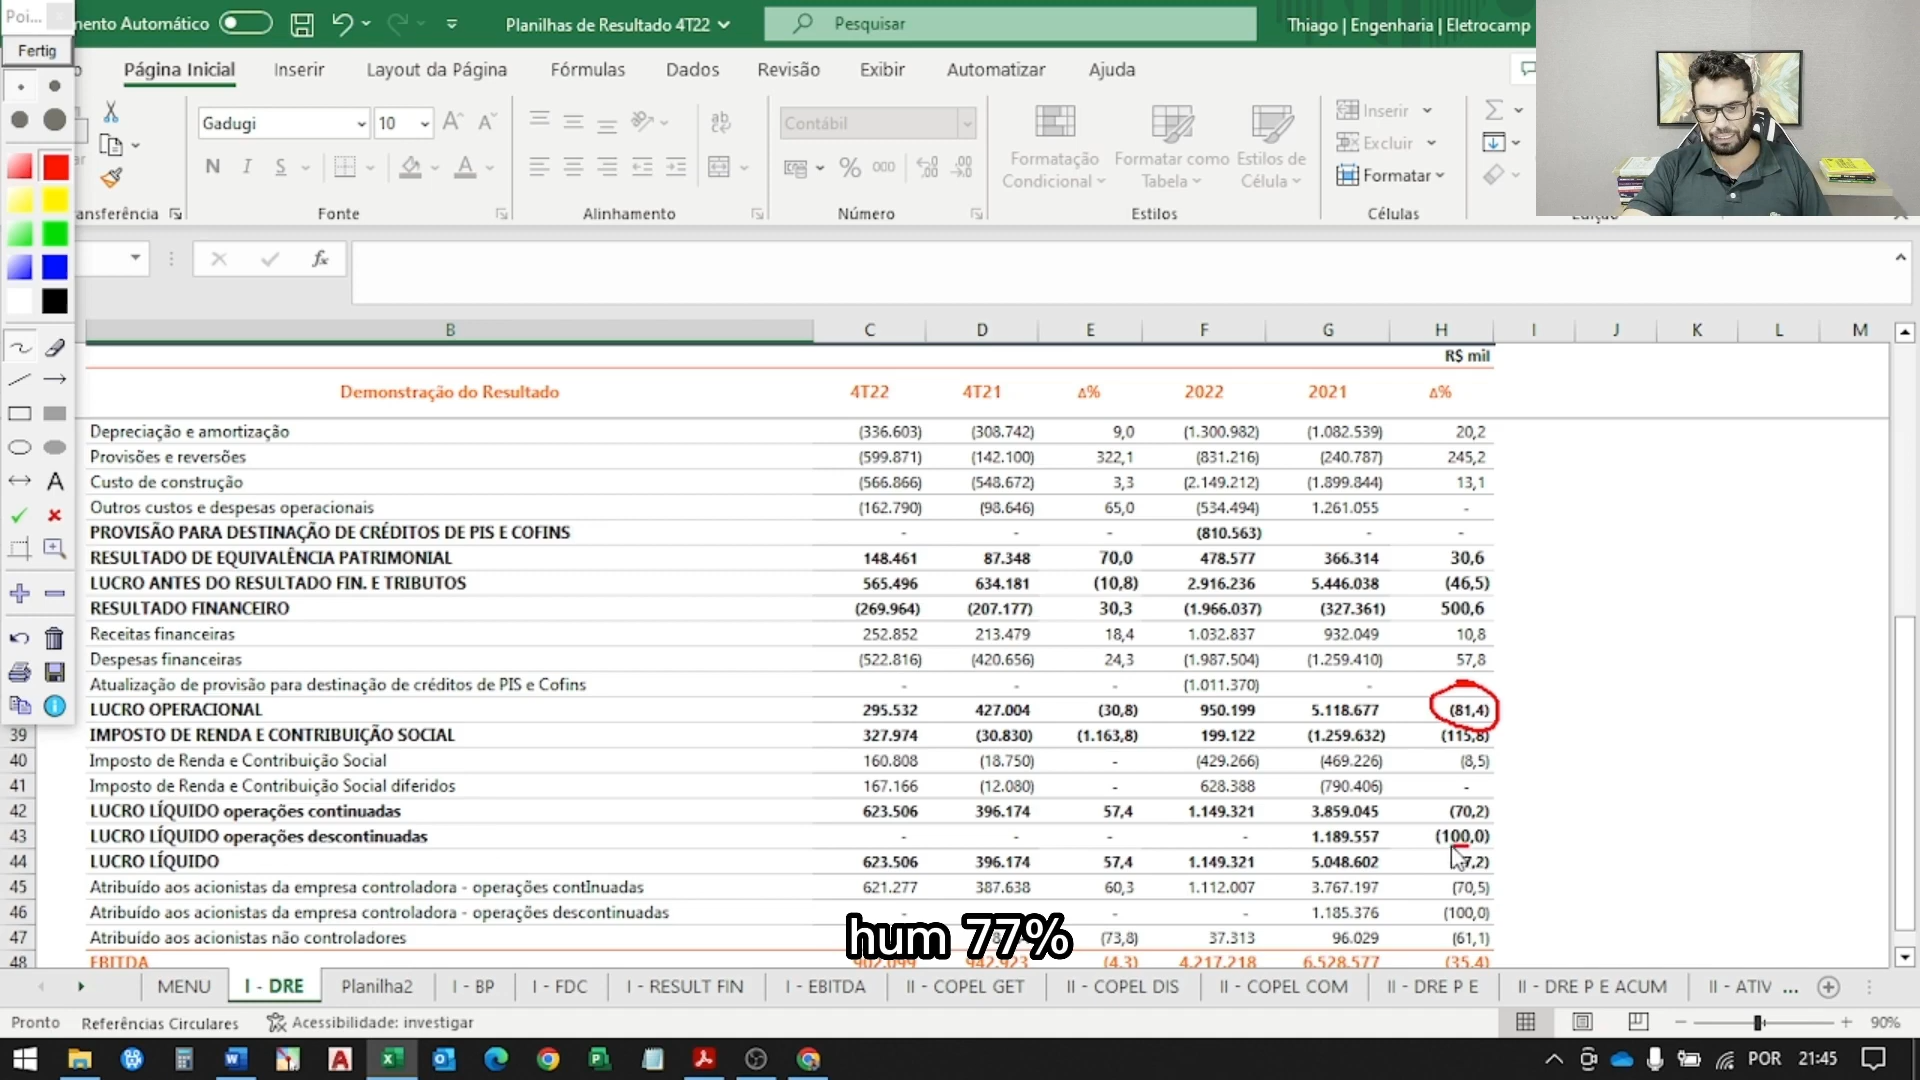 Poi...
mento Automático
Planilhas de Resultado 4T22
Pesquisar
Thiago | Engenharia | Eletrocamp
Fertig
Página Inicial
Inserir
Layout da Página
Fórmulas
Dados
Revisão
Exibir
Automatizar
Ajuda
Gadugi
10
Contábil
N
I
S
Formatação Condicional
Formatar como Tabela
Estilos de Célula
Inserir
Excluir
Formatar
ansferência
Fonte
Alinhamento
Número
Estilos
Células
B C D E F G H I J K L M
R$ mil
Demonstração do Resultado 4T22 4T21 Δ% 2022 2021 Δ%
Depreciação e amortização (336.603) (308.742) 9,0 (1.300.982) (1.082.539) 20,2
Provisões e reversões (599.871) (142.100) 322,1 (831.216) (240.787) 245,2
Custo de construção (566.866) (548.672) 3,3 (2.149.212) (1.899.844) 13,1
Outros custos e despesas operacionais (162.790) (98.646) 65,0 (534.494) 1.261.055 -
PROVISÃO PARA DESTINAÇÃO DE CRÉDITOS DE PIS E COFINS - - - (810.563) - -
RESULTADO DE EQUIVALÊNCIA PATRIMONIAL 148.461 87.348 70,0 478.577 366.314 30,6
LUCRO ANTES DO RESULTADO FIN. E TRIBUTOS 565.496 634.181 (10,8) 2.916.236 5.446.038 (46,5)
RESULTADO FINANCEIRO (269.964) (207.177) 30,3 (1.966.037) (327.361) 500,6
Receitas financeiras 252.852 213.479 18,4 1.032.837 932.049 10,8
Despesas financeiras (522.816) (420.656) 24,3 (1.987.504) (1.259.410) 57,8
Atualização de provisão para destinação de créditos de PIS e Cofins - - - (1.011.370) -
LUCRO OPERACIONAL 295.532 427.004 (30,8) 950.199 5.118.677 (81,4)
39 IMPOSTO DE RENDA E CONTRIBUIÇÃO SOCIAL 327.974 (30.830) (1.163,8) 199.122 (1.259.632) (115,8)
40 Imposto de Renda e Contribuição Social 160.808 (18.750) - (429.266) (469.226) (8,5)
41 Imposto de Renda e Contribuição Social diferidos 167.166 (12.080) - 628.388 (790.406) -
42 LUCRO LÍQUIDO operações continuadas 623.506 396.174 57,4 1.149.321 3.859.045 (70,2)
43 LUCRO LÍQUIDO operações descontinuadas - - - - 1.189.557 (100,0)
44 LUCRO LÍQUIDO 623.506 396.174 57,4 1.149.321 5.048.602 7,2)
45 Atribuído aos acionistas da empresa controladora - operações contInuadas 621.277 387.638 60,3 1.112.007 3.767.197 (70,5)
46 Atribuído aos acionistas da empresa controladora - operações descontinuadas - - 1.185.376 (100,0)
47 Atribuído aos acionistas não controladores (73,8) 37.313 96.029 (61,1)
48 EBITDA 902.099 942.923 (4,3) 4.217.218 6.528.577 (35,4)
hum 77%
MENU
I - DRE
Planilha2
I - BP
I - FDC
I - RESULT FIN
I - EBITDA
II - COPEL GET
II - COPEL DIS
II - COPEL COM
II - DRE P E
II - DRE P E ACUM
II - ATIV ...
Pronto
Referências Circulares
Acessibilidade: investigar
90%
POR
21:45